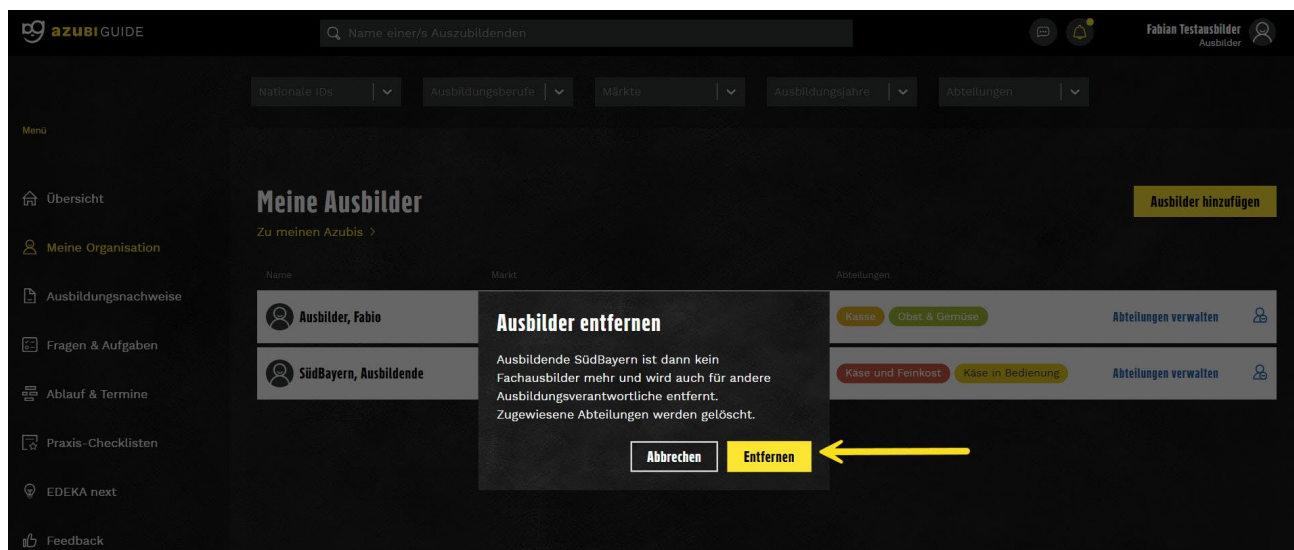 azubiGUIDE
Name einer/s Auszubildenden
Fabian Testausbilder
Ausbilder
Nationale IDs
Ausbildungsberufe
Märkte
Ausbildungsjahre
Abteilungen
Menü
Übersicht
Meine Organisation
Ausbildungsnachweise
Fragen & Aufgaben
Ablauf & Termine
Praxis-Checklisten
EDEKA next
Feedback
Meine Ausbilder
Ausbilder hinzufügen
Zu meinen Azubis >
Name
Markt
Abteilungen
Ausbilder, Fabio
Kasse
Obst & Gemüse
Abteilungen verwalten
SüdBayern, Ausbildende
Käse und Feinkost
Käse in Bedienung
Abteilungen verwalten
Ausbilder entfernen
Ausbildende SüdBayern ist dann kein
Fachausbilder mehr und wird auch für andere
Ausbildungsverantwortliche entfernt.
Zugewiesene Abteilungen werden gelöscht.
Abbrechen
Entfernen